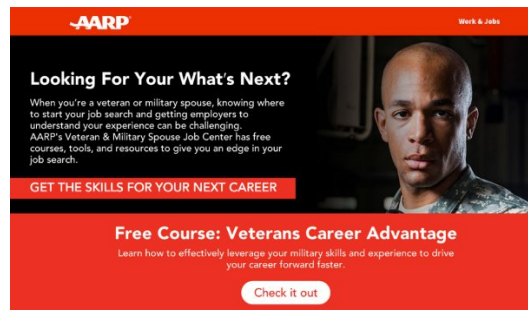 AARP
Work & Jobs
Looking For Your What's Next?
When you're a veteran or military spouse, knowing where
to start your job search and getting employers to
understand your experience can be challenging.
AARP's Veteran & Military Spouse Job Center has free
courses, tools, and resources to give you an edge in your
job search.
GET THE SKILLS FOR YOUR NEXT CAREER
Free Course: Veterans Career Advantage
Learn how to effectively leverage your military skills and experience to drive
your career forward faster.
Check it out